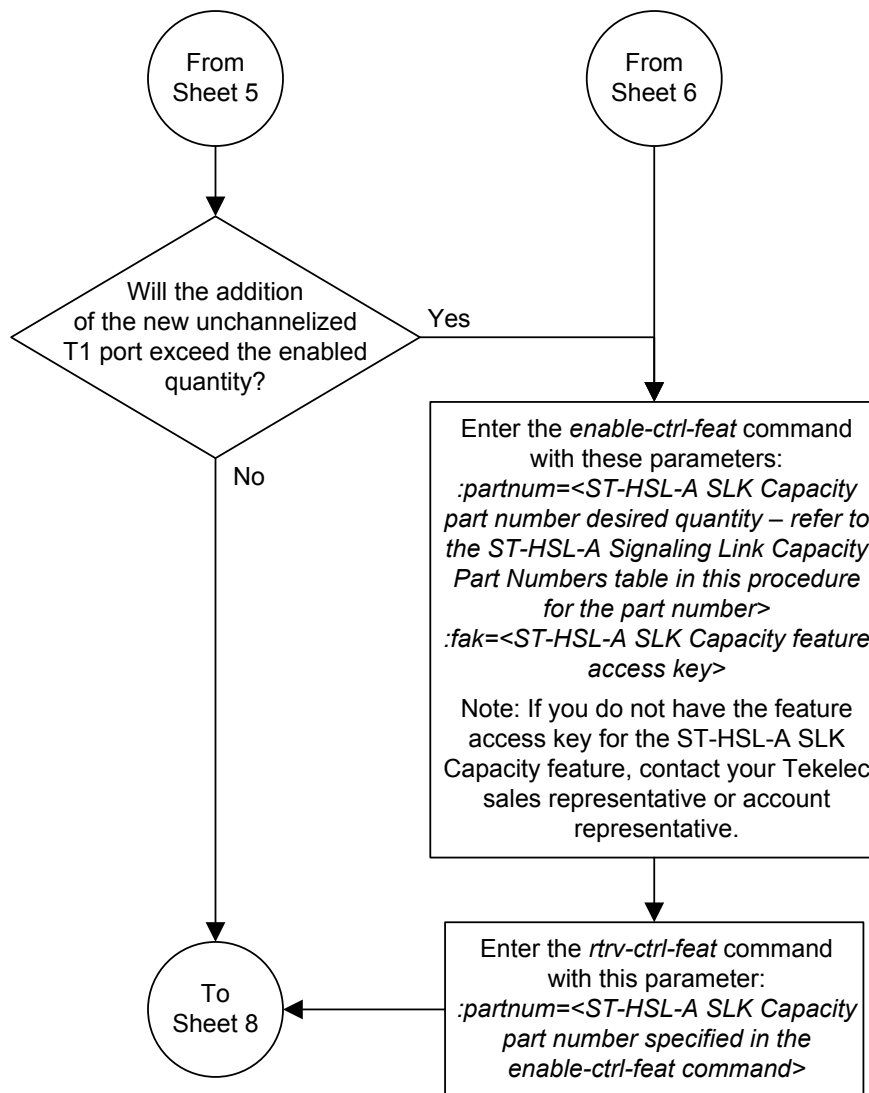 From
Sheet 5
From
Sheet 6
Will the addition
of the new unchannelized
T1 port exceed the enabled
quantity?
Yes
No
Enter the enable-ctrl-feat command
with these parameters:
:partnum=<ST-HSL-A SLK Capacity
part number desired quantity – refer to
the ST-HSL-A Signaling Link Capacity
Part Numbers table in this procedure
for the part number>
:fak=<ST-HSL-A SLK Capacity feature
access key>
Note: If you do not have the feature
access key for the ST-HSL-A SLK
Capacity feature, contact your Tekelec
sales representative or account
representative.
Enter the rtrv-ctrl-feat command
with this parameter:
:partnum=<ST-HSL-A SLK Capacity
part number specified in the
enable-ctrl-feat command>
To
Sheet 8